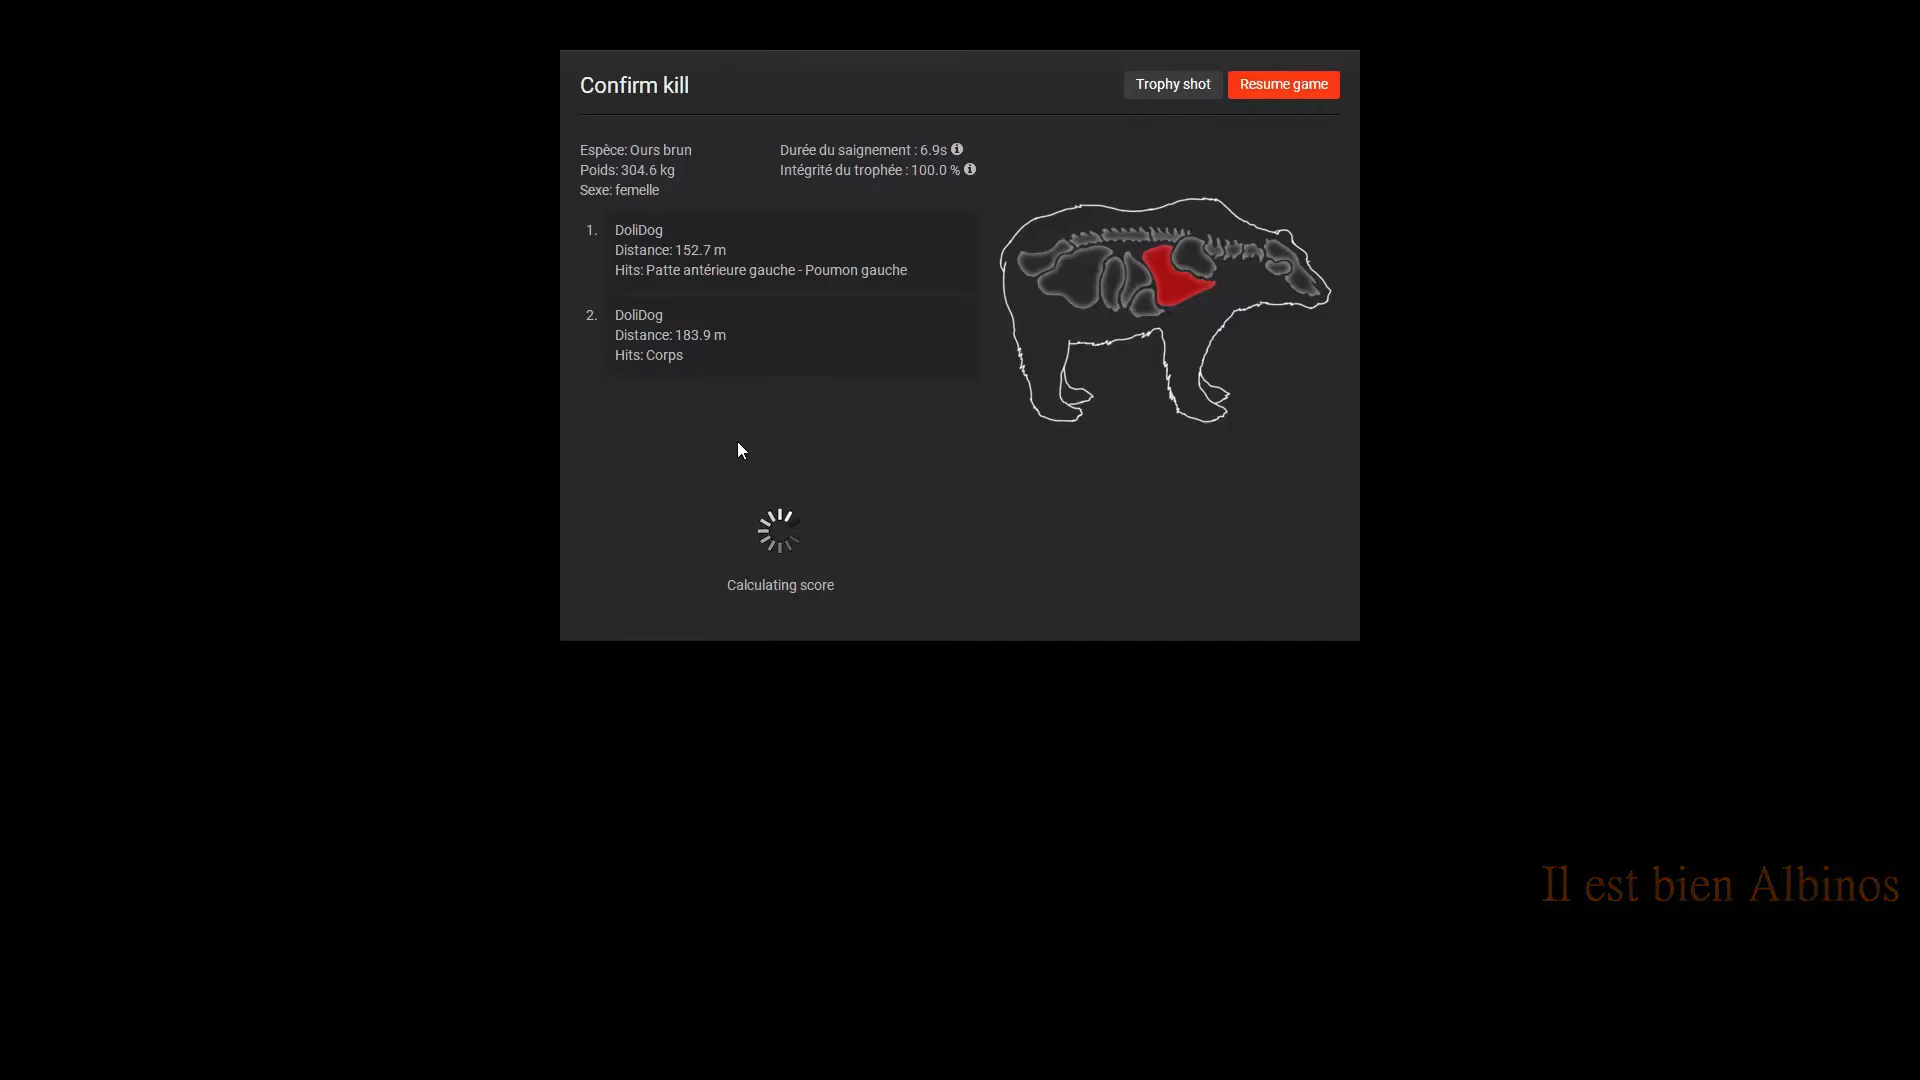 Confirm kill
Trophy shot
Resume game
Espèce: Ours brun
Poids: 304.6 kg
Sexe: femelle
Durée du saignement : 6.9s
Intégrité du trophée : 100.0 %
1. DoliDog
Distance: 152.7 m
Hits: Patte antérieure gauche - Poumon gauche
2. DoliDog
Distance: 183.9 m
Hits: Corps
Calculating score
Il est bien Albinos